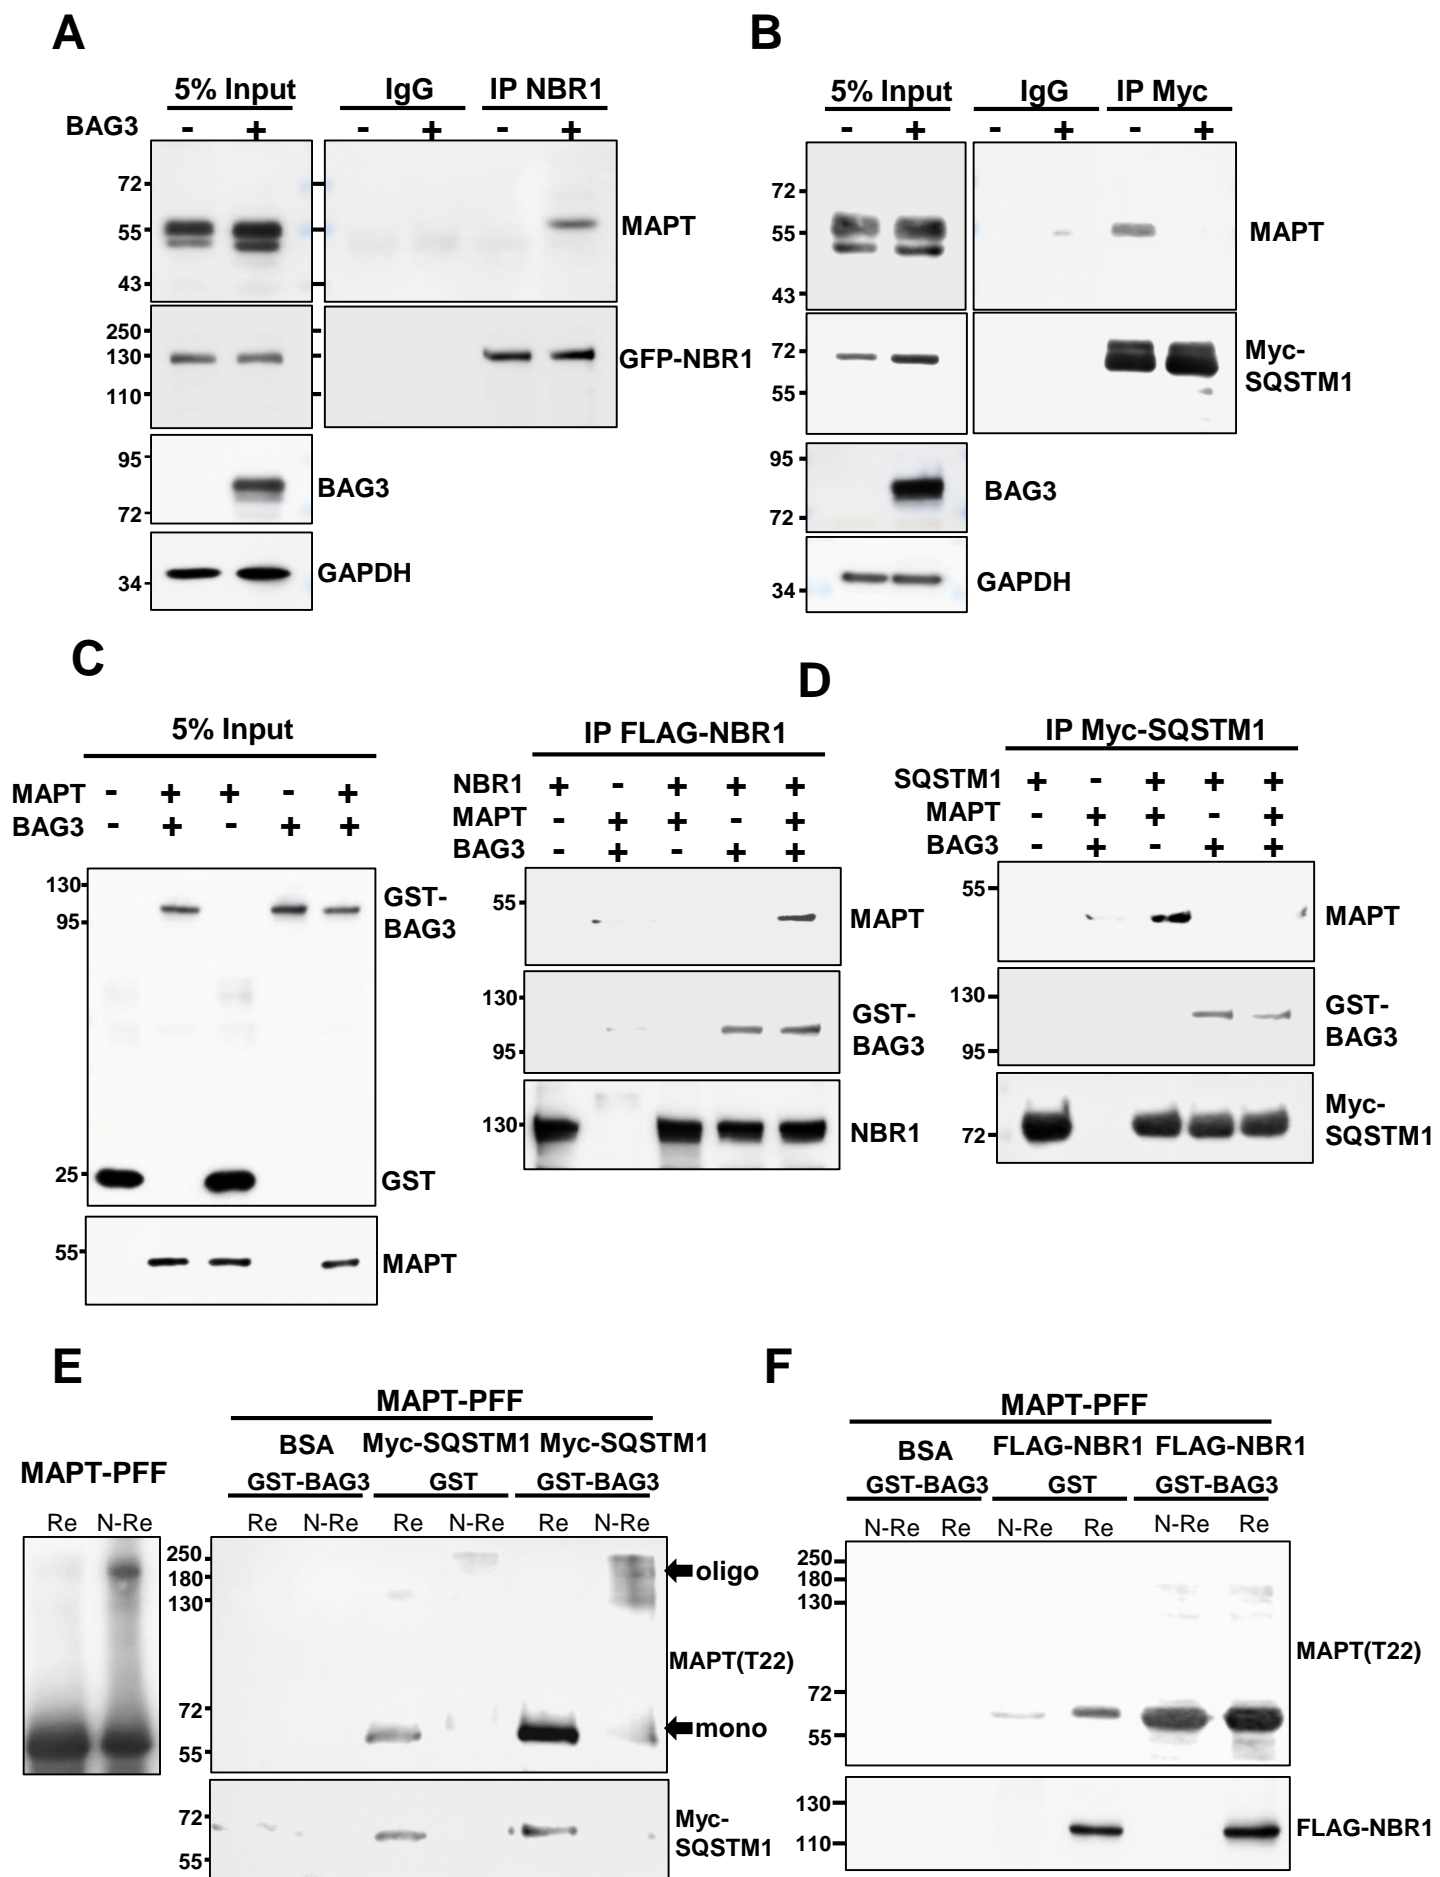 A
5% Input IgG IP NBR1
BAG3 - + - + - +
72
55
43
MAPT
250
130
110
GFP-NBR1
95
72
BAG3
34
GAPDH
B
5% Input IgG IP Myc
- + - + - +
72
55
43
MAPT
72
55
Myc-
SQSTM1
95
72
BAG3
34
GAPDH
C
5% Input
MAPT - + + - +
BAG3 - + - + +
130
95
GST-
BAG3
25
GST
55
MAPT
IP FLAG-NBR1
NBR1 + - + + +
MAPT - + + - +
BAG3 - + - + +
55
MAPT
130
95
GST-
BAG3
130
NBR1
D
IP Myc-SQSTM1
SQSTM1 + - + + +
MAPT - + + - +
BAG3 - + - + +
55
MAPT
130
95
GST-
BAG3
72
Myc-
SQSTM1
E
MAPT-PFF
Re N-Re
MAPT-PFF
BSA Myc-SQSTM1 Myc-SQSTM1
GST-BAG3 GST GST-BAG3
Re N-Re Re N-Re Re N-Re
250
180
130
72
55
oligo
MAPT(T22)
mono
72
55
Myc-
SQSTM1
F
MAPT-PFF
BSA FLAG-NBR1 FLAG-NBR1
GST-BAG3 GST GST-BAG3
N-Re Re N-Re Re N-Re Re
250
180
130
72
55
MAPT(T22)
130
110
FLAG-NBR1